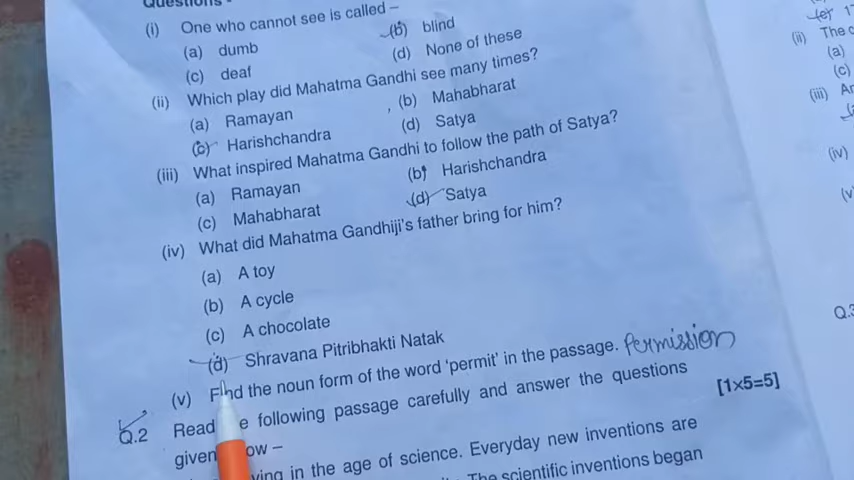 Questions -
(i) One who cannot see is called –
(a) dumb (b) blind
(c) deaf (d) None of these
(ii) Which play did Mahatma Gandhi see many times?
(a) Ramayan (b) Mahabharat
(c) Harishchandra (d) Satya
(iii) What inspired Mahatma Gandhi to follow the path of Satya?
(a) Ramayan (b) Harishchandra
(c) Mahabharat (d) Satya
(iv) What did Mahatma Gandhiji's father bring for him?
(a) A toy
(b) A cycle
(c) A chocolate
(d) Shravana Pitribhakti Natak
(v) Find the noun form of the word 'permit' in the passage. Permission
[1×5=5]
Q.2 Read following passage carefully and answer the questions
given –
in the age of science. Everyday new inventions are
The scientific inventions began
(ii) The
(a)
(c)
(iii)
(iv)
(v
Q.3